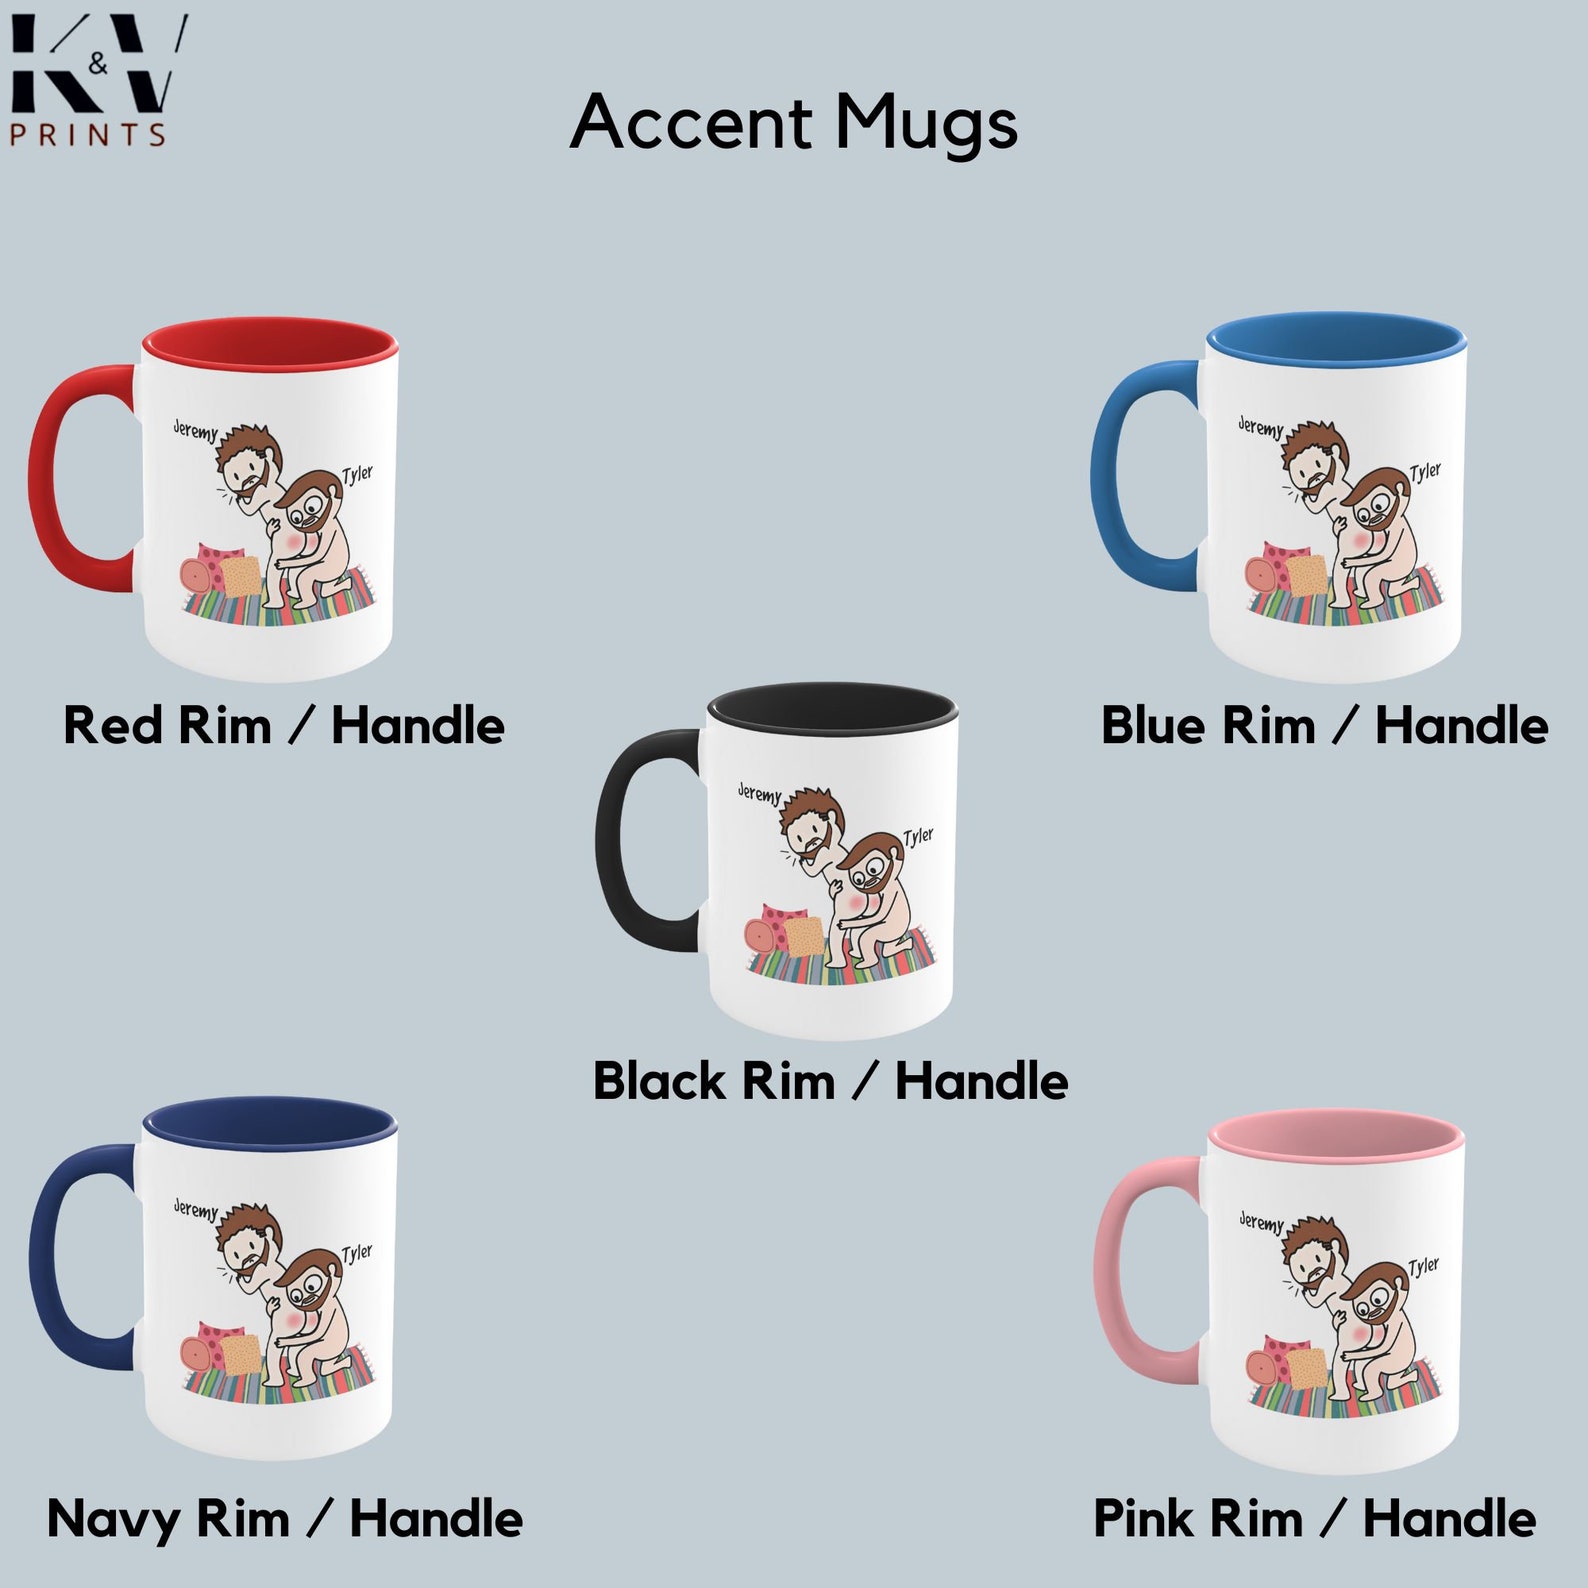 K&V
PRINTS
Accent Mugs
Jeremy
Tyler
Red Rim / Handle
Jeremy
Tyler
Blue Rim / Handle
Jeremy
Tyler
Black Rim / Handle
Jeremy
Tyler
Navy Rim / Handle
Jeremy
Tyler
Pink Rim / Handle